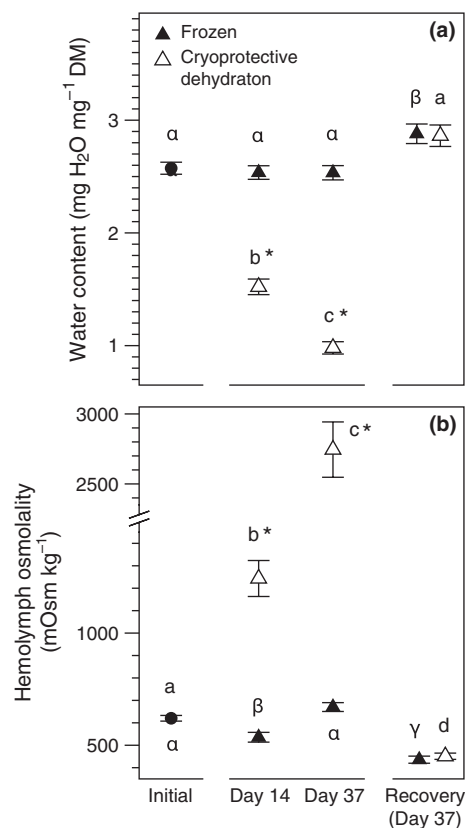 (a)
▲ Frozen
△ Cryoprotective
dehydraton
Water content (mg H₂O mg⁻¹ DM)
3
2
1
α
α
α
β
a
b *
c *
(b)
Hemolymph osmolality
(mOsm kg⁻¹)
3000
2500
1000
500
c *
b *
a
α
β
α
γ
d
Initial
Day 14
Day 37
Recovery
(Day 37)